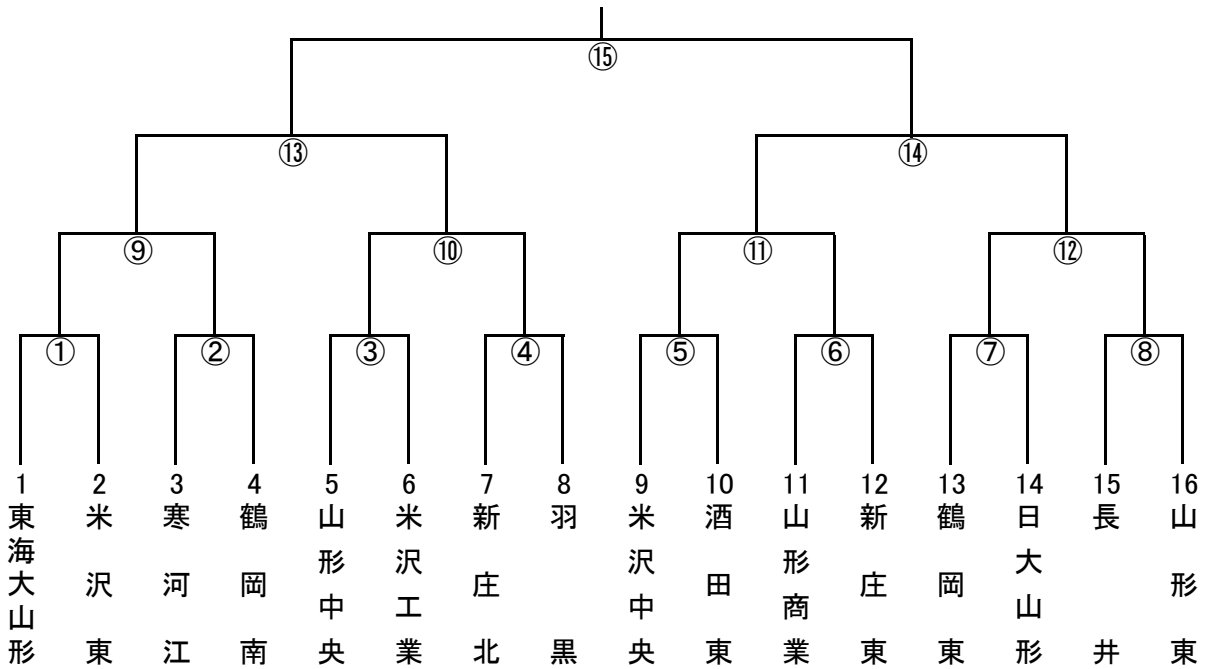 ⑮
⑬
⑭
⑨
⑩
⑪
⑫
①
②
③
④
⑤
⑥
⑦
⑧
1 東海大山形
2 米沢東
3 寒河江
4 鶴岡南
5 山形中央
6 米沢工業
7 新庄北
8 羽黒
9 米沢中央
10 酒田東
11 山形商業
12 新庄東
13 鶴岡東
14 日大山形
15 長井
16 山形東